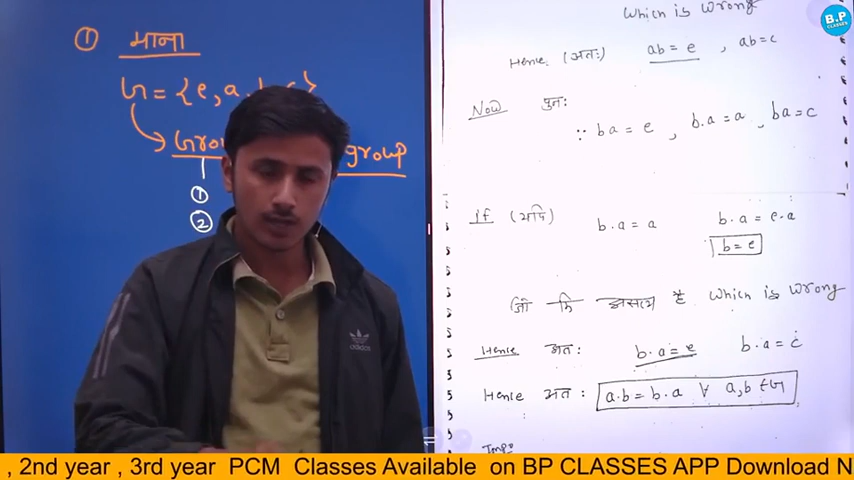 ① माना
G = {e, a
group
①
②
Which is wrong
Hence (अतः) ab = e , ab = c
Now पुनः
∵ ba = e , b.a = a , ba = c
If (यदि) b.a = a b.a = e.a
b = e
जो कि असत्य है Which is wrong
Hence अतः b.a = e b.a = c
Hence अतः a.b = b.a ∀ a,b ∈ G
B.P
CLASSES
, 2nd year , 3rd year PCM Classes Available on BP CLASSES APP Download N